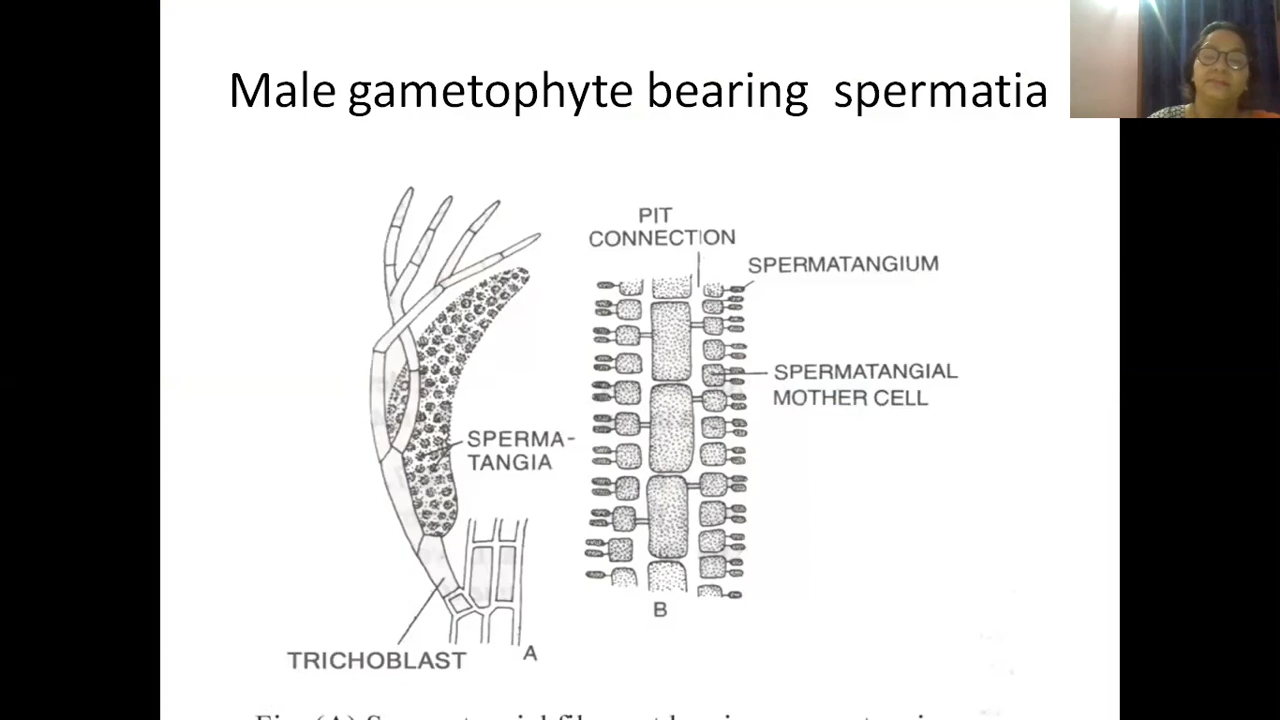 Male gametophyte bearing spermatia
PIT
CONNECTION
SPERMATANGIUM
SPERMATANGIAL
MOTHER CELL
SPERMA-
TANGIA
B
A
TRICHOBLAST